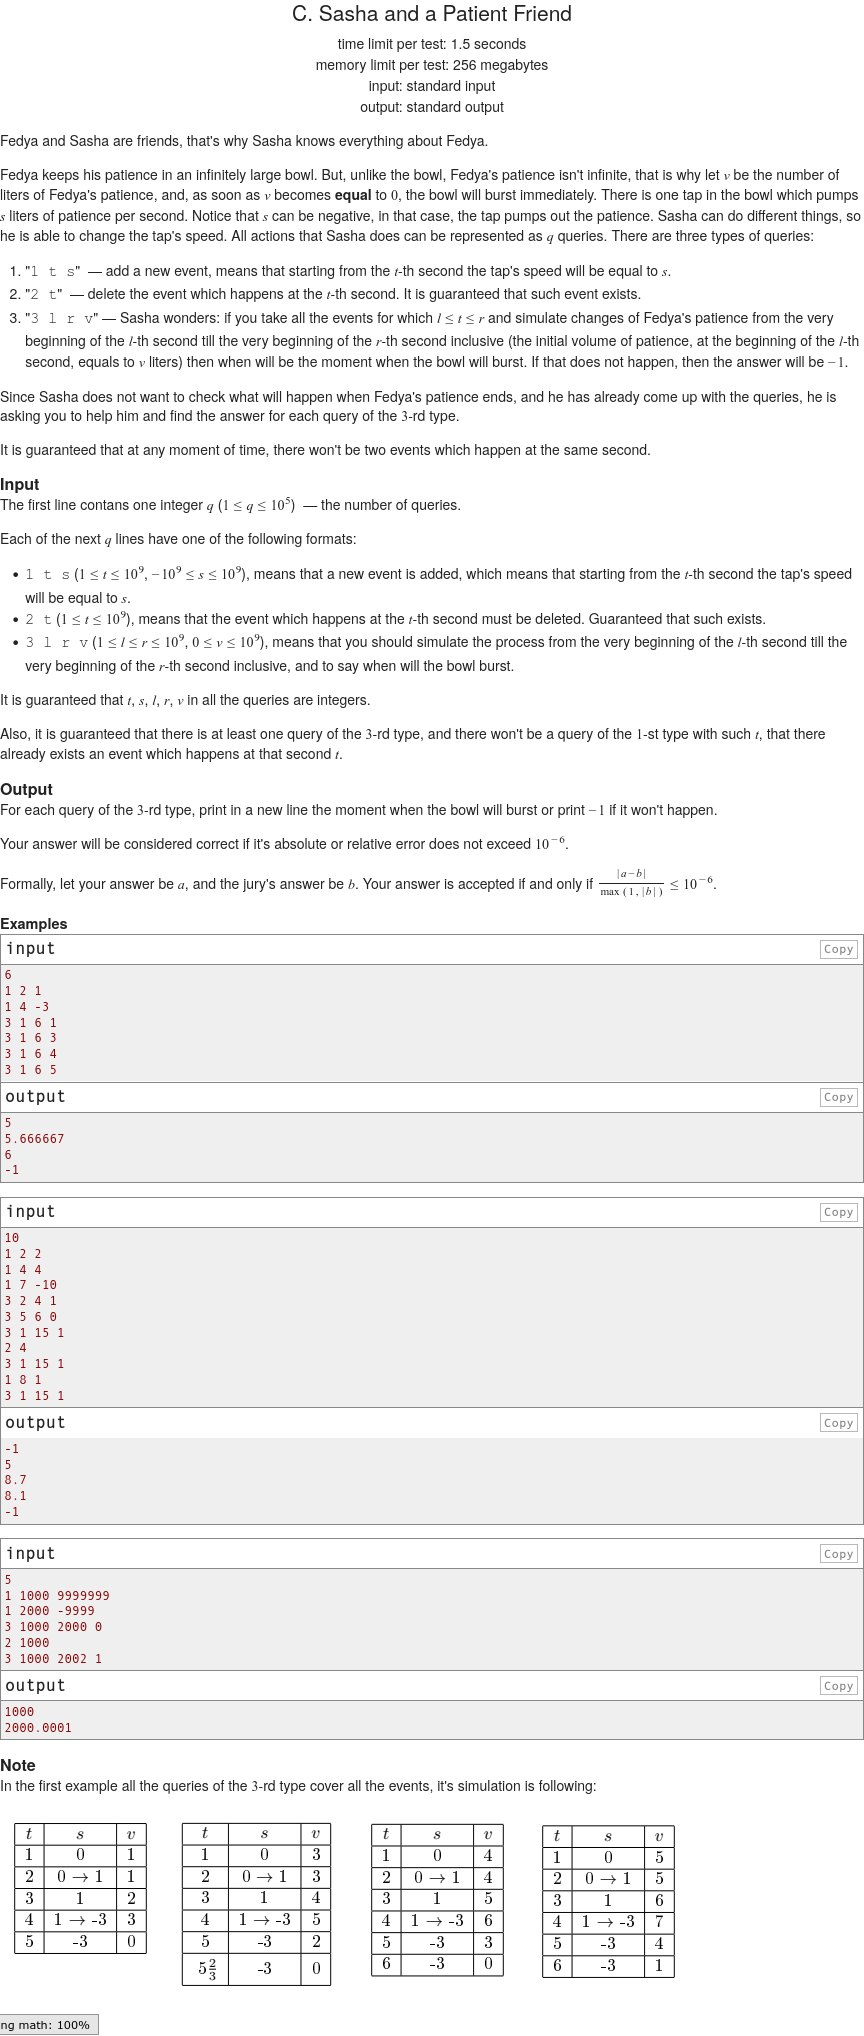 C. Sasha and a Patient Friend
time limit per test: 1.5 seconds
memory limit per test: 256 megabytes
input: standard input
output: standard output
Fedya and Sasha are friends, that's why Sasha knows everything about Fedya.
Fedya keeps his patience in an infinitely large bowl. But, unlike the bowl, Fedya's patience isn't infinite, that is why let v be the number of
liters of Fedya's patience, and, as soon as v becomes equal to 0, the bowl will burst immediately. There is one tap in the bowl which pumps
s liters of patience per second. Notice that s can be negative, in that case, the tap pumps out the patience. Sasha can do different things, so
he is able to change the tap's speed. All actions that Sasha does can be represented as q queries. There are three types of queries:
1. "1 t s" — add a new event, means that starting from the t-th second the tap's speed will be equal to s.
2. "2 t" — delete the event which happens at the t-th second. It is guaranteed that such event exists.
3. "3 l r v" — Sasha wonders: if you take all the events for which l ≤ t ≤ r and simulate changes of Fedya's patience from the very
beginning of the l-th second till the very beginning of the r-th second inclusive (the initial volume of patience, at the beginning of the l-th
second, equals to v liters) then when will be the moment when the bowl will burst. If that does not happen, then the answer will be −1.
Since Sasha does not want to check what will happen when Fedya's patience ends, and he has already come up with the queries, he is
asking you to help him and find the answer for each query of the 3-rd type.
It is guaranteed that at any moment of time, there won't be two events which happen at the same second.
Input
The first line contans one integer q (1 ≤ q ≤ 10^5) — the number of queries.
Each of the next q lines have one of the following formats:
• 1 t s (1 ≤ t ≤ 10^9, −10^9 ≤ s ≤ 10^9), means that a new event is added, which means that starting from the t-th second the tap's speed
will be equal to s.
• 2 t (1 ≤ t ≤ 10^9), means that the event which happens at the t-th second must be deleted. Guaranteed that such exists.
• 3 l r v (1 ≤ l ≤ r ≤ 10^9, 0 ≤ v ≤ 10^9), means that you should simulate the process from the very beginning of the l-th second till the
very beginning of the r-th second inclusive, and to say when will the bowl burst.
It is guaranteed that t, s, l, r, v in all the queries are integers.
Also, it is guaranteed that there is at least one query of the 3-rd type, and there won't be a query of the 1-st type with such t, that there
already exists an event which happens at that second t.
Output
For each query of the 3-rd type, print in a new line the moment when the bowl will burst or print −1 if it won't happen.
Your answer will be considered correct if it's absolute or relative error does not exceed 10^−6.
Formally, let your answer be a, and the jury's answer be b. Your answer is accepted if and only if |a−b| / max(1,|b|) ≤ 10^−6.
Examples
input Copy
6
1 2 1
1 4 -3
3 1 6 1
3 1 6 3
3 1 6 4
3 1 6 5
output Copy
5
5.666667
6
-1
input Copy
10
1 2 2
1 4 4
1 7 -10
3 2 4 1
3 5 6 0
3 1 15 1
2 4
3 1 15 1
1 8 1
3 1 15 1
output Copy
-1
5
8.7
8.1
-1
input Copy
5
1 1000 9999999
1 2000 -9999
3 1000 2000 0
2 1000
3 1000 2002 1
output Copy
1000
2000.0001
Note
In the first example all the queries of the 3-rd type cover all the events, it's simulation is following:
t s v
1 0 1
2 0 → 1 1
3 1 2
4 1 → -3 3
5 -3 0
t s v
1 0 3
2 0 → 1 3
3 1 4
4 1 → -3 5
5 -3 2
5 2/3 -3 0
t s v
1 0 4
2 0 → 1 4
3 1 5
4 1 → -3 6
5 -3 3
6 -3 0
t s v
1 0 5
2 0 → 1 5
3 1 6
4 1 → -3 7
5 -3 4
6 -3 1
ng math: 100%